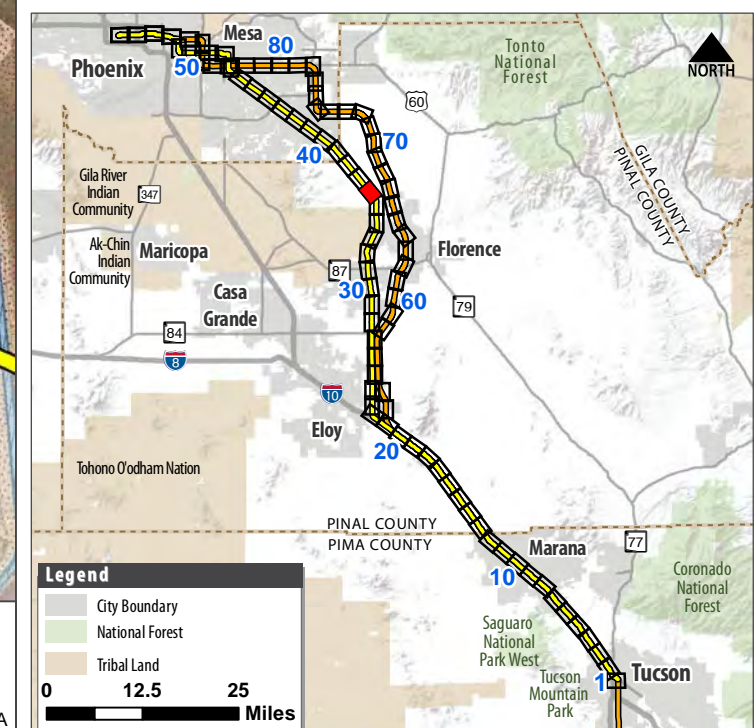 Mesa
80
Phoenix
50
Tonto
National
Forest
NORTH
60
70
40
GILA COUNTY
PINAL COUNTY
Gila River
Indian
Community
347
Ak-Chin
Indian
Community
Maricopa
Florence
87
30
60
Casa
Grande
79
84
8
10
Eloy
20
Tohono O'odham Nation
PINAL COUNTY
PIMA COUNTY
Marana
77
10
Coronado
National
Forest
Saguaro
National
Park West
Tucson
Mountain
Park
1
Tucson
Legend
City Boundary
National Forest
Tribal Land
0 12.5 25
Miles
A